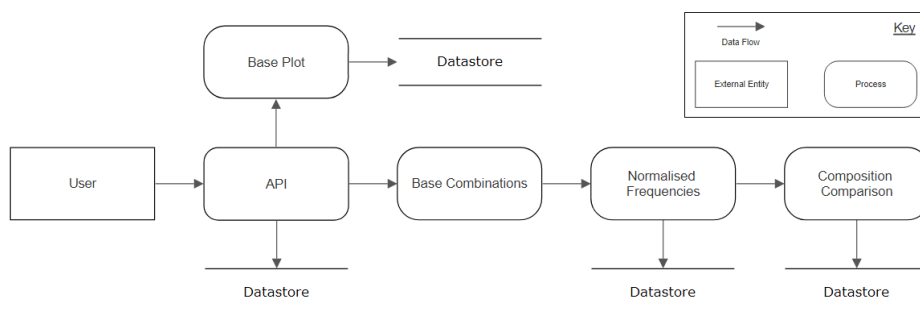 Base Plot
Datastore
Key
Data Flow
External Entity
Process
User
API
Base Combinations
Normalised
Frequencies
Composition
Comparison
Datastore
Datastore
Datastore